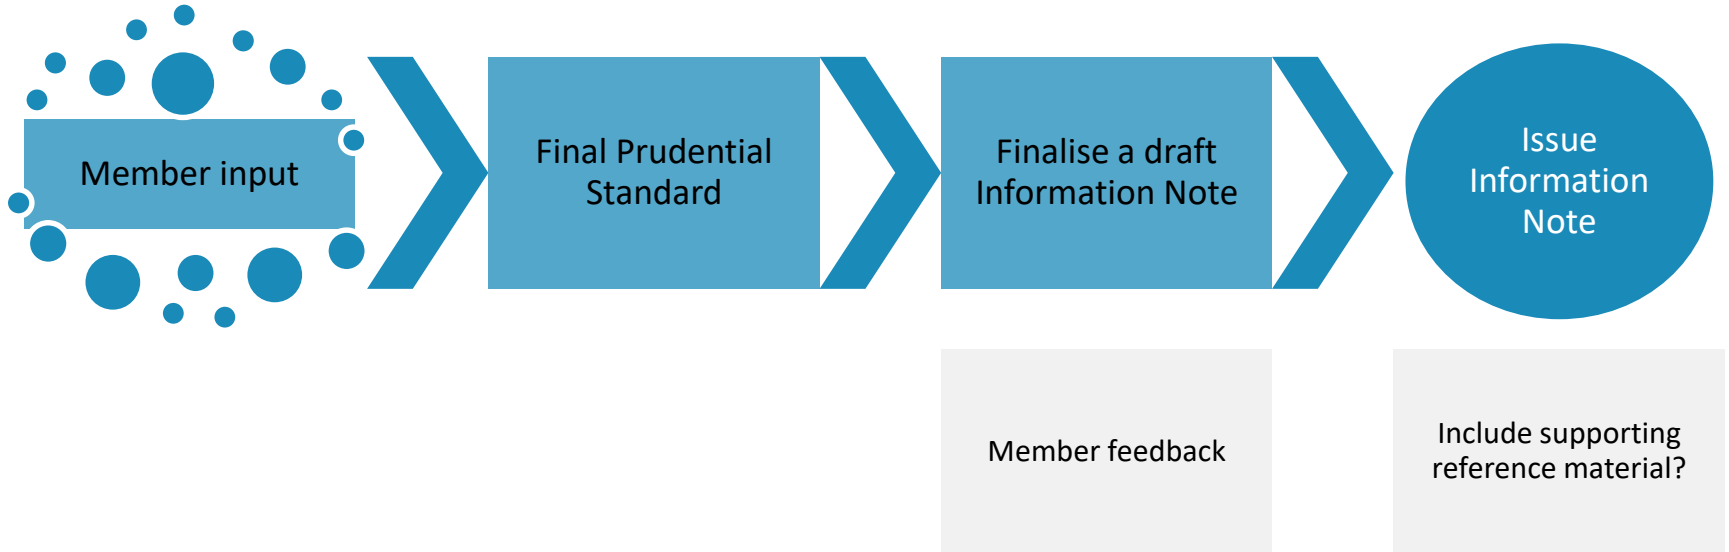 Member input
Final Prudential
Standard
Finalise a draft
Information Note
Issue
Information
Note
Member feedback
Include supporting
reference material?